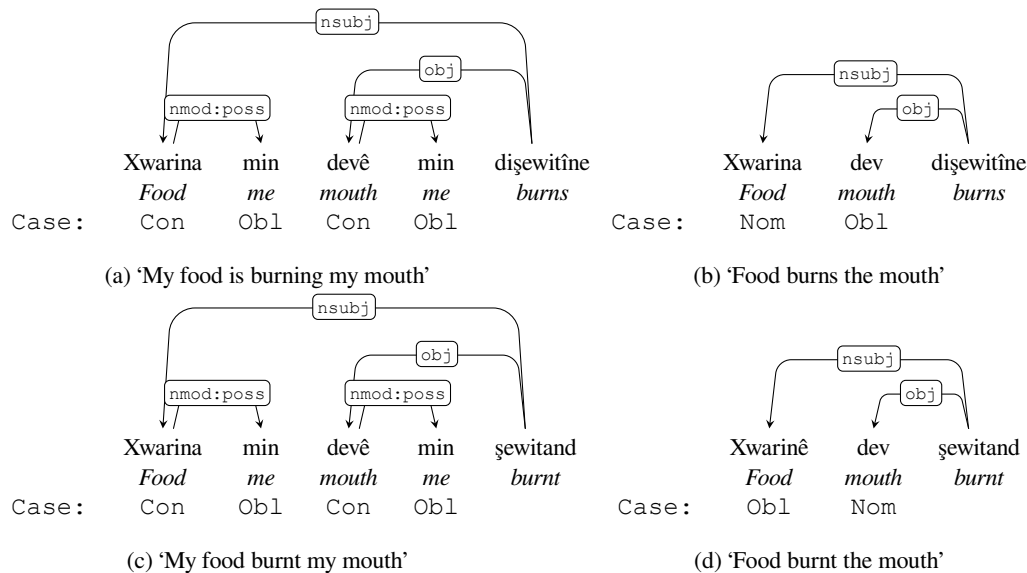 nsubj
obj
nmod:poss nmod:poss
Xwarina min devê min dişewitîne
Food me mouth me burns
Case: Con Obl Con Obl
(a) ‘My food is burning my mouth’
nsubj
obj
Xwarina dev dişewitîne
Food mouth burns
Case: Nom Obl
(b) ‘Food burns the mouth’
nsubj
obj
nmod:poss nmod:poss
Xwarina min devê min şewitand
Food me mouth me burnt
Case: Con Obl Con Obl
(c) ‘My food burnt my mouth’
nsubj
obj
Xwarinê dev şewitand
Food mouth burnt
Case: Obl Nom
(d) ‘Food burnt the mouth’